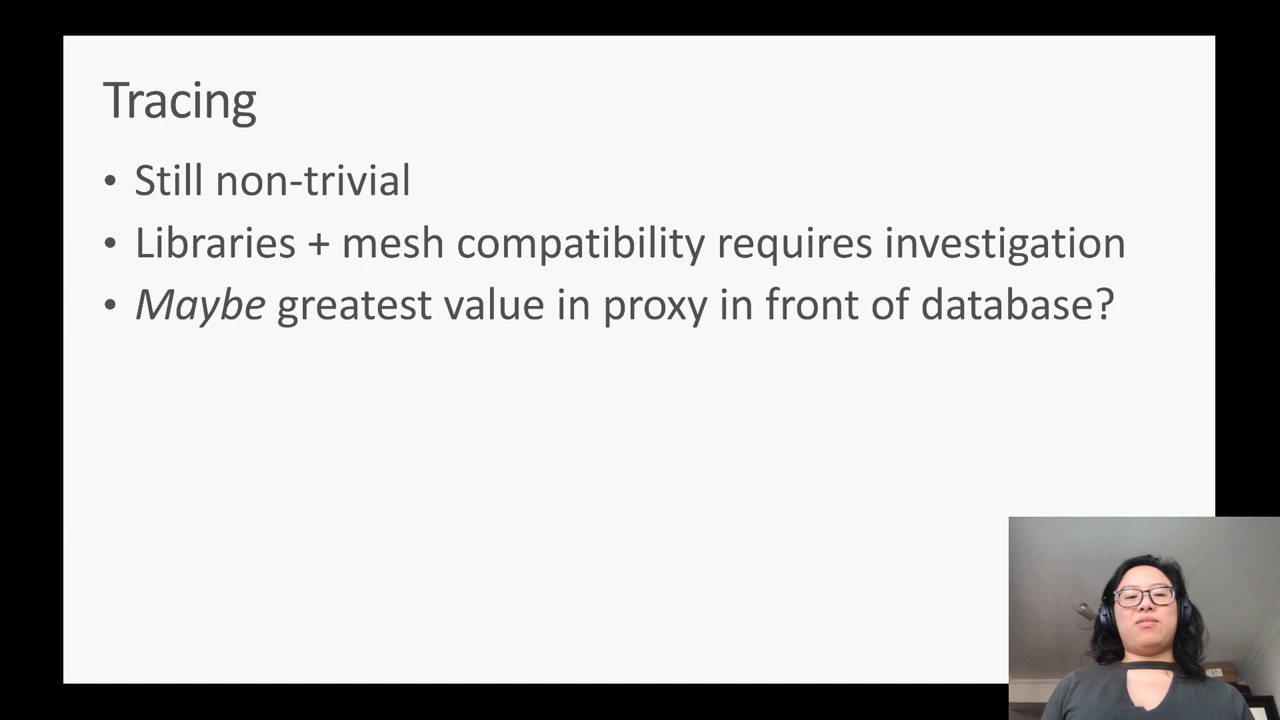 Tracing
• Still non-trivial
• Libraries + mesh compatibility requires investigation
• Maybe greatest value in proxy in front of database?